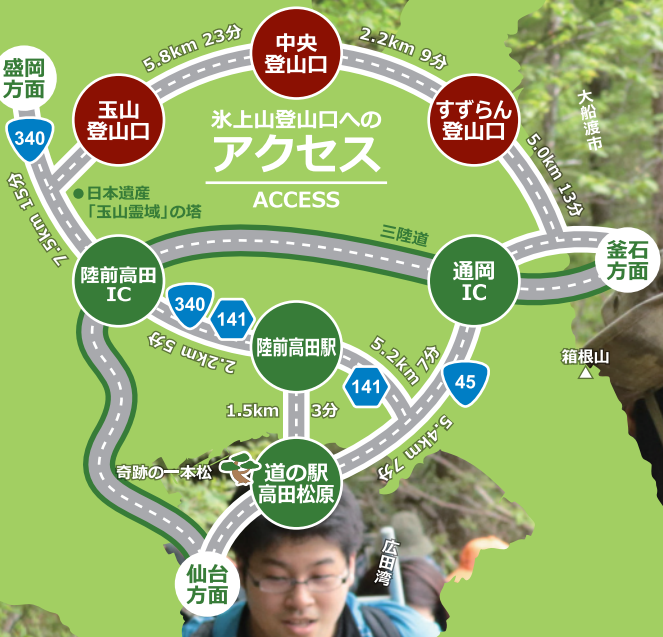 中央
登山口
5.8km 23分
2.2km 9分
盛岡
方面
玉山
登山口
すずらん
登山口
340
氷上山登山口への
アクセス
ACCESS
大船渡市
5.0km 13分
7.5km 15分
●日本遺産
「玉山霊域」の塔
三陸道
釜石
方面
陸前高田
IC
通岡
IC
340
141
2.2km 5分
陸前高田駅
5.2km 7分
箱根山
△
141
45
1.5km
3分
5.4km 7分
奇跡の一本松
道の駅
高田松原
広田湾
仙台
方面